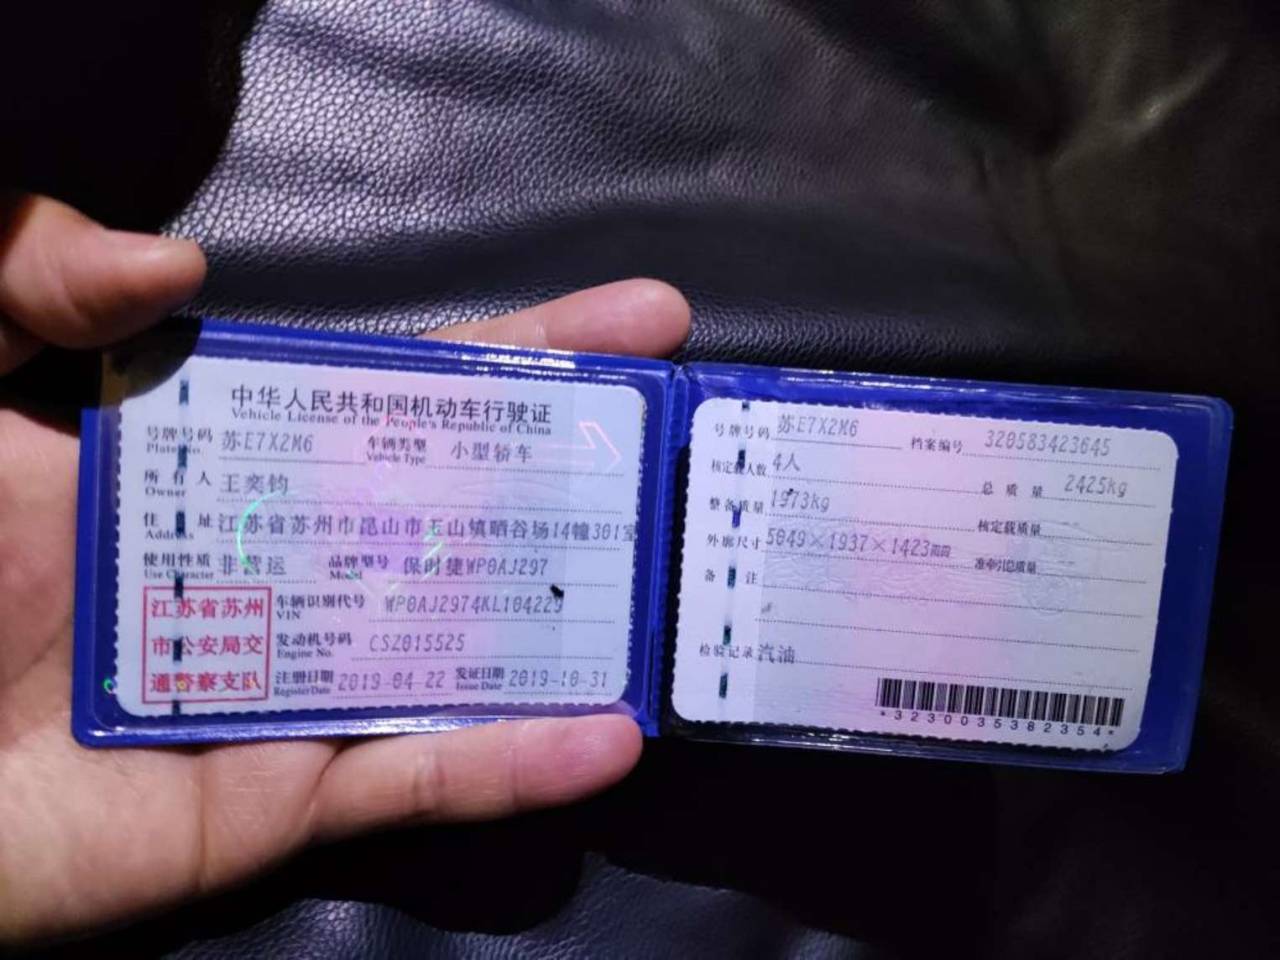 中华人民共和国机动车行驶证
Vehicle License of the People's Republic of China
号牌号码 苏E7X2M6 车辆类型 小型轿车
Plate No. Vehicle Type
所有人 王奕钧
Owner
住址 江苏省苏州市昆山市玉山镇晒谷场14幢301室
Address
使用性质 非营运 品牌型号 保时捷WP0AJ297
Use Character Model
江苏省苏州
市公安局交
通警察支队
车辆识别代号 WP0AJ2974KL104229
VIN
发动机号码 CSZ015525
Engine No.
注册日期 2019-04-22 发证日期 2019-10-31
Register Date Issue Date
号牌号码 苏E7X2M6 档案编号 320583423645
核定载人数 4人 总质量 2425kg
整备质量 1973kg 核定载质量
外廓尺寸 5049×1937×1423mm 准牵引总质量
备注
检验记录 汽油
*3230035382354*